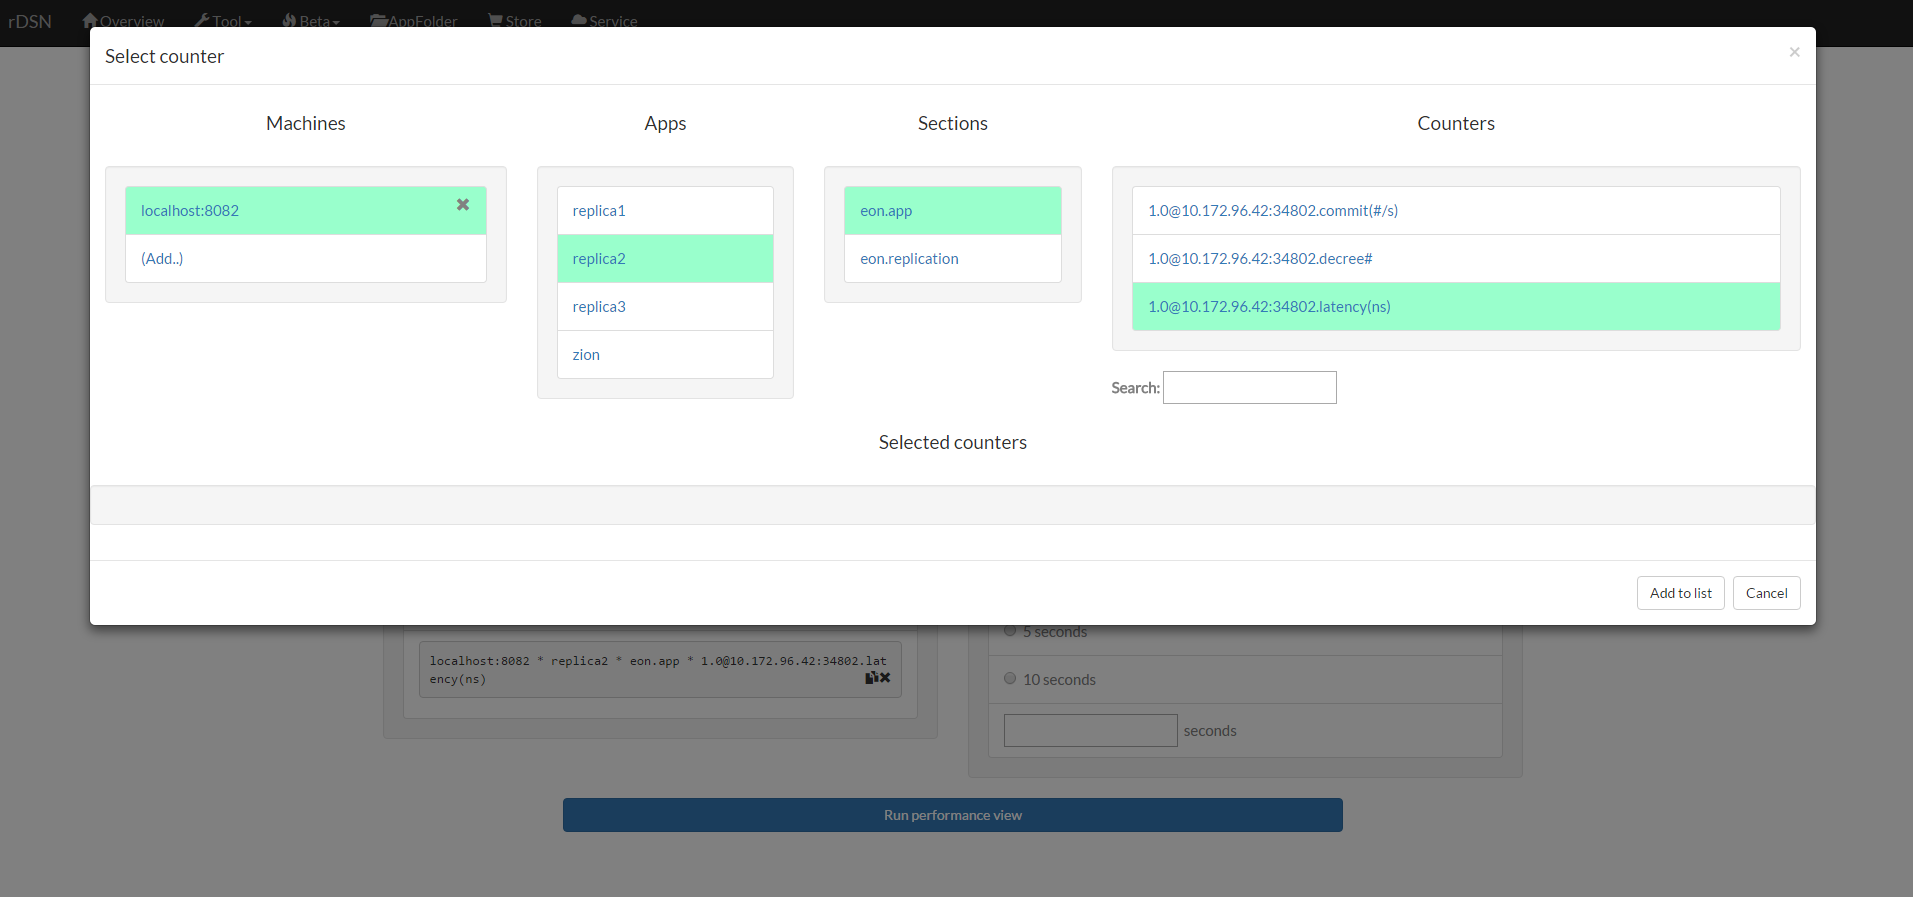 rDSN Overview Tool Beta AppFolder Store Service
Select counter ×
Machines Apps Sections Counters
localhost:8082
(Add..)
replica1
replica2
replica3
zion
eon.app
eon.replication
1.0@10.172.96.42:34802.commit(#/s)
1.0@10.172.96.42:34802.decree#
1.0@10.172.96.42:34802.latency(ns)
Search:
Selected counters
Add to list Cancel
localhost:8082 * replica2 * eon.app * 1.0@10.172.96.42:34802.lat
ency(ns)
5 seconds
10 seconds
seconds
Run performance view